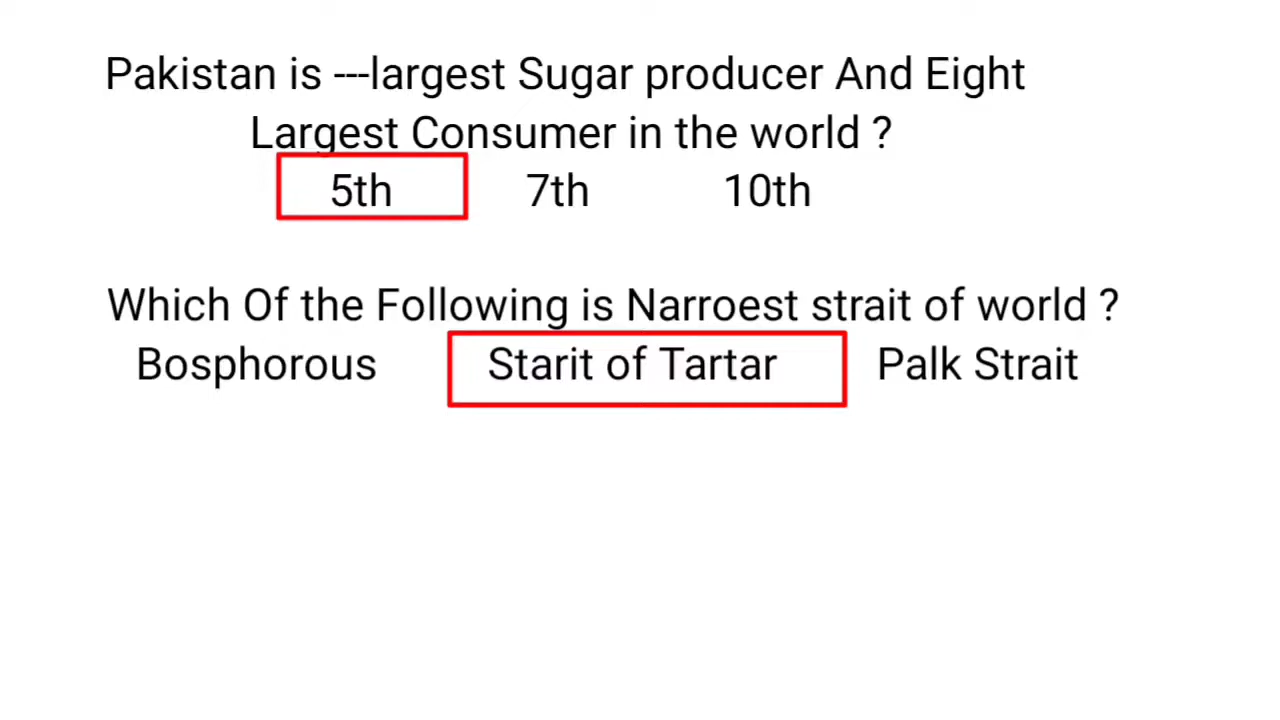 Pakistan is ---largest Sugar producer And Eight
Largest Consumer in the world ?
5th 7th 10th
Which Of the Following is Narroest strait of world ?
Bosphorous Starit of Tartar Palk Strait